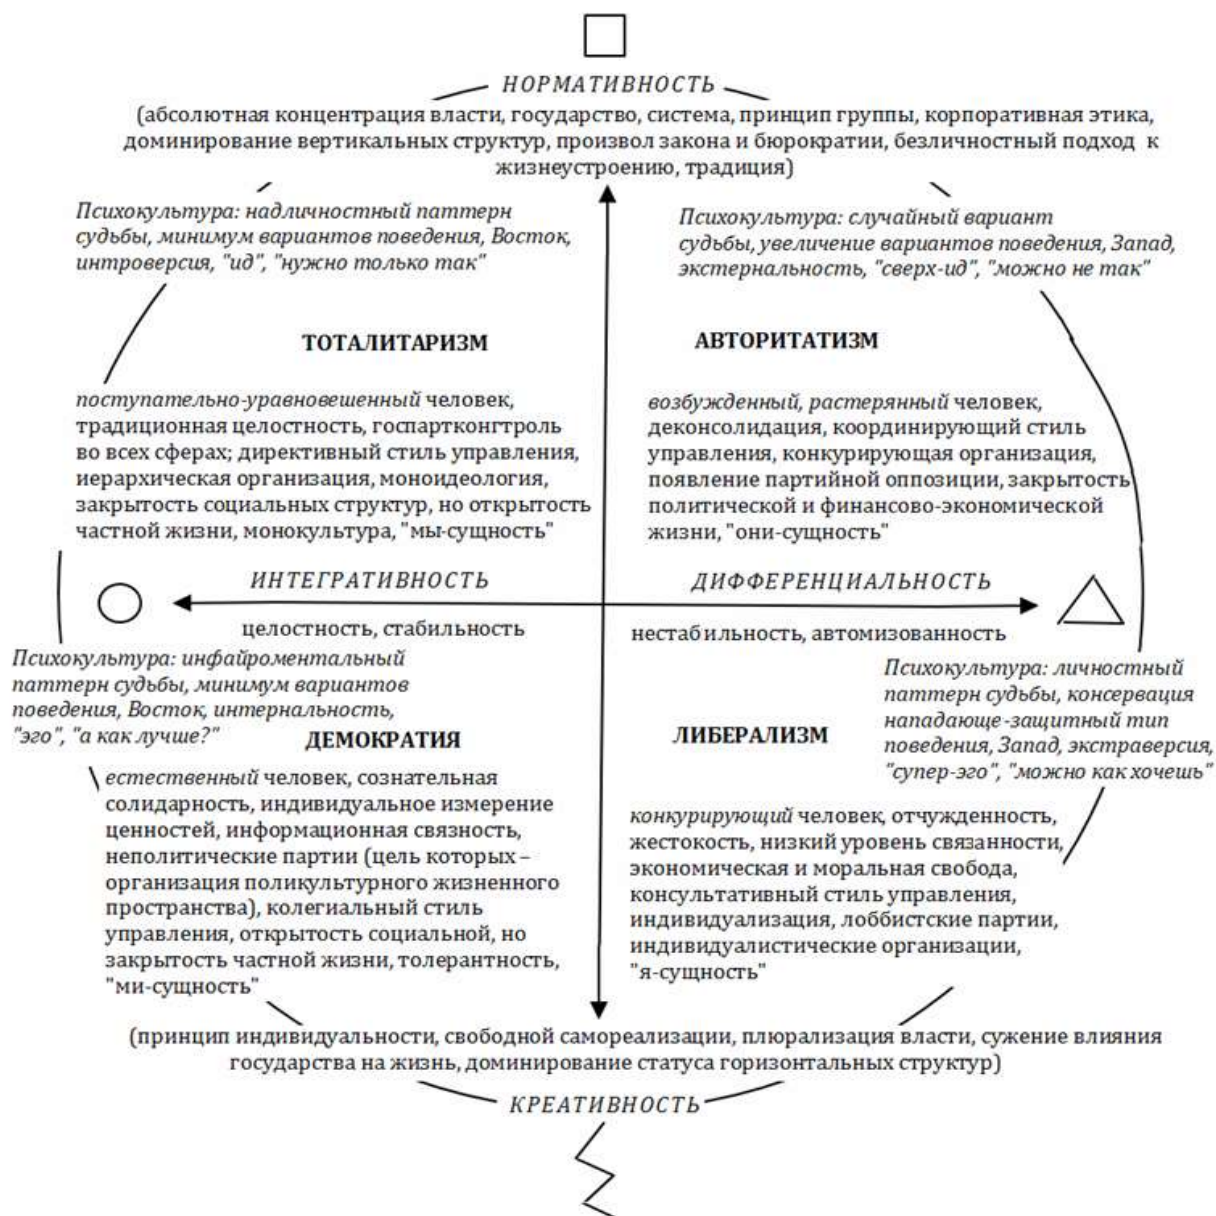 НОРМАТИВНОСТЬ
(абсолютная концентрация власти, государство, система, принцип группы, корпоративная этика,
доминирование вертикальных структур, произвол закона и бюрократии, безличностный подход к
жизнеустроению, традиция)
Психокультура: надличностный паттерн
судьбы, минимум вариантов поведения, Восток,
интроверсия, "ид", "нужно только так"
Психокультура: случайный вариант
судьбы, увеличение вариантов поведения, Запад,
экстернальность, "сверх-ид", "можно не так"
ТОТАЛИТАРИЗМ
АВТОРИТАТИЗМ
поступательно-уравновешенный человек,
традиционная целостность, госпартконгтроль
во всех сферах; директивный стиль управления,
иерархическая организация, моноидеология,
закрытость социальных структур, но открытость
частной жизни, монокультура, "мы-сущность"
возбужденный, растерянный человек,
деконсолидация, координирующий стиль
управления, конкурирующая организация,
появление партийной оппозиции, закрытость
политической и финансово-экономической
жизни, "они-сущность"
ИНТЕГРАТИВНОСТЬ
ДИФФЕРЕНЦИАЛЬНОСТЬ
целостность, стабильность
нестабильность, автомизованность
Психокультура: инфайроментальный
паттерн судьбы, минимум вариантов
поведения, Восток, интернальность,
"эго", "а как лучше?"
Психокультура: личностный
паттерн судьбы, консервация
нападающе-защитный тип
поведения, Запад, экстраверсия,
"супер-эго", "можно как хочешь"
ДЕМОКРАТИЯ
ЛИБЕРАЛИЗМ
естественный человек, сознательная
солидарность, индивидуальное измерение
ценностей, информационная связность,
неполитические партии (цель которых –
организация поликультурного жизненного
пространства), колегиальный стиль
управления, открытость социальной, но
закрытость частной жизни, толерантность,
"ми-сущность"
конкурирующий человек, отчужденность,
жестокость, низкий уровень связанности,
экономическая и моральная свобода,
консультативный стиль управления,
индивидуализация, лоббистские партии,
индивидуалистические организации,
"я-сущность"
(принцип индивидуальности, свободной самореализации, плюрализация власти, сужение влияния
государства на жизнь, доминирование статуса горизонтальных структур)
КРЕАТИВНОСТЬ